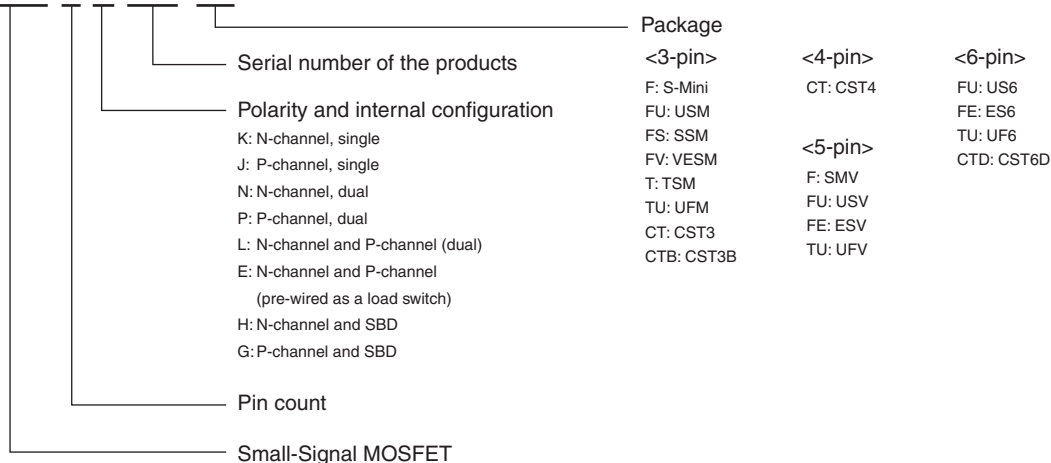 Package
<3-pin>
F: S-Mini
FU: USM
FS: SSM
FV: VESM
T: TSM
TU: UFM
CT: CST3
CTB: CST3B
<4-pin>
CT: CST4
<5-pin>
F: SMV
FU: USV
FE: ESV
TU: UFV
<6-pin>
FU: US6
FE: ES6
TU: UF6
CTD: CST6D
Serial number of the products
Polarity and internal configuration
K: N-channel, single
J: P-channel, single
N: N-channel, dual
P: P-channel, dual
L: N-channel and P-channel (dual)
E: N-channel and P-channel
(pre-wired as a load switch)
H: N-channel and SBD
G: P-channel and SBD
Pin count
Small-Signal MOSFET